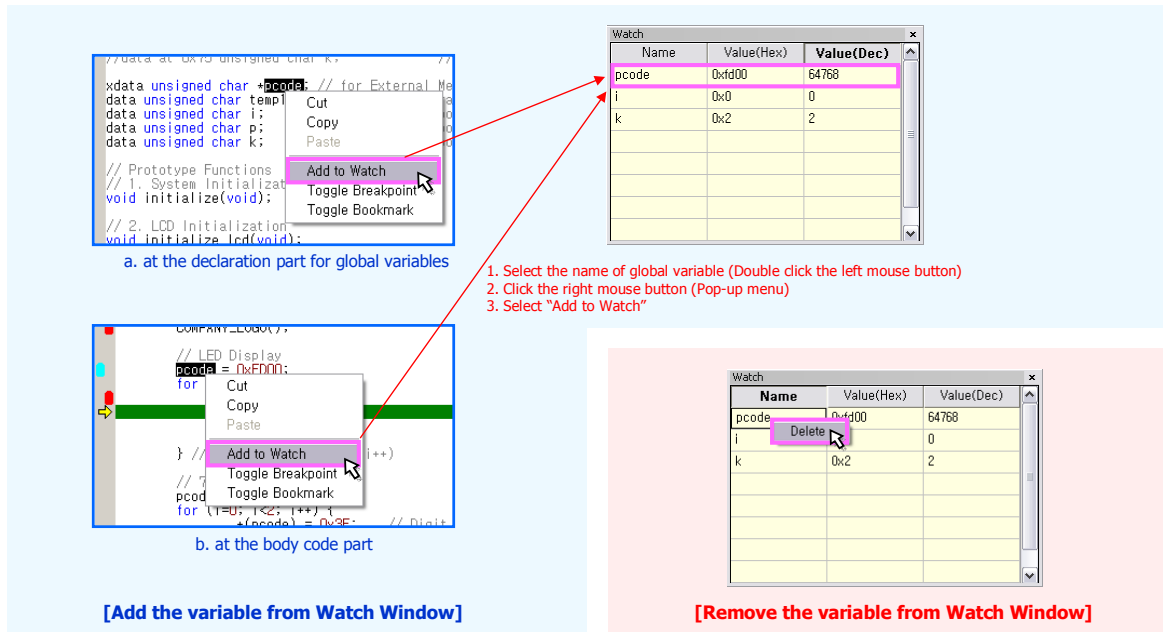 //data at 0x75 unsigned char k; //
xdata unsigned char *pcode; // for External Me
data unsigned char temp1
data unsigned char i;
data unsigned char p;
data unsigned char k;
// Prototype Functions
// 1. System Initializat
void initialize(void);
// 2. LCD Initialization
void initialize_lcd(void);
Cut
Copy
Paste
Add to Watch
Toggle Breakpoint
Toggle Bookmark
a. at the declaration part for global variables
Watch ×
Name Value(Hex) Value(Dec)
pcode 0xfd00 64768
i 0x0 0
k 0x2 2
1. Select the name of global variable (Double click the left mouse button)
2. Click the right mouse button (Pop-up menu)
3. Select “Add to Watch”
COMPANY_LOGO();
// LED Display
pcode = 0xFD00;
for
} // i++)
// 7
pcod
for (i=0; i<2; i++) {
*(pcode) = 0x3F; // Digit
Cut
Copy
Paste
Add to Watch
Toggle Breakpoint
Toggle Bookmark
b. at the body code part
[Add the variable from Watch Window]
Watch ×
Name Value(Hex) Value(Dec)
pcode 0xfd00 64768
Delete
i 0
k 0x2 2
[Remove the variable from Watch Window]